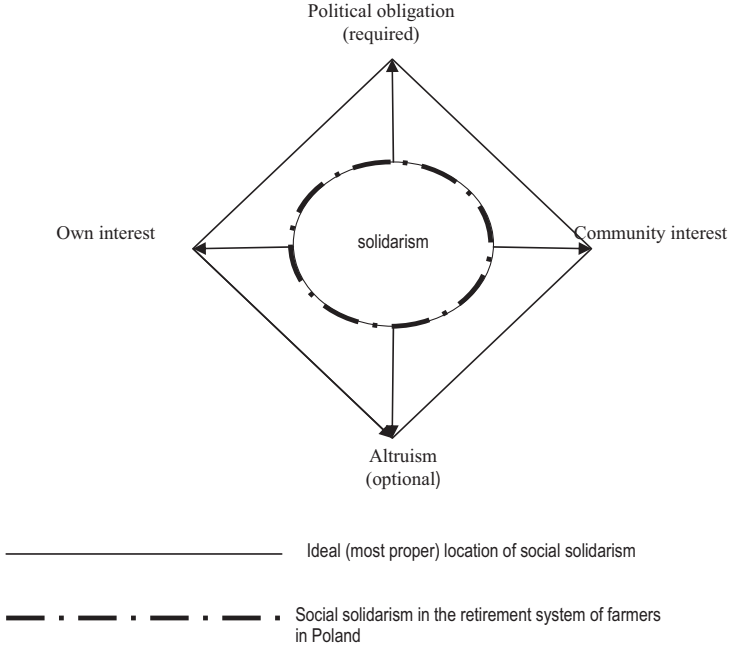 Political obligation
(required)
Own interest
solidarism
Community interest
Altruism
(optional)
Ideal (most proper) location of social solidarism
Social solidarism in the retirement system of farmers
in Poland